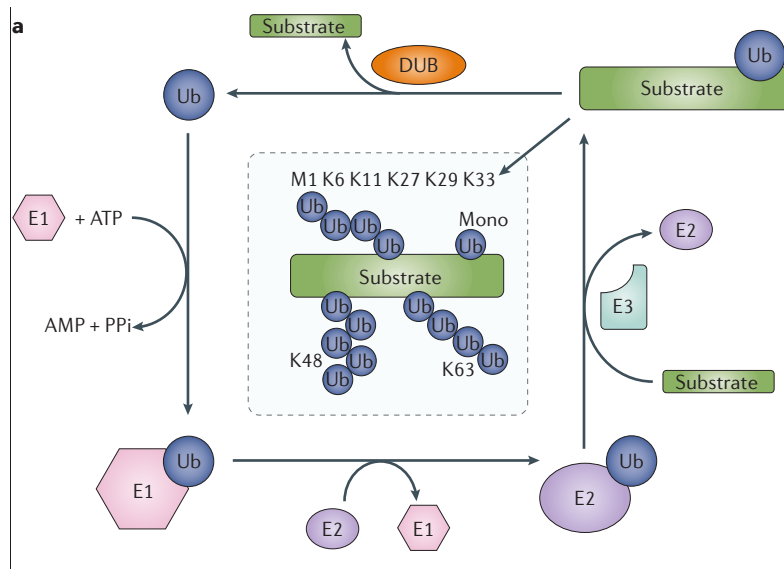 a
Substrate
DUB
Ub
Substrate
Ub
M1 K6 K11 K27 K29 K33
Ub
Ub
Ub
Ub
Mono
Ub
E1 + ATP
E2
Substrate
E3
AMP + PPi
Ub
Ub
Ub
Ub
Ub
K48
Ub
Ub
Ub
Ub
K63
Substrate
Ub
E1
Ub
E2
E2
E1